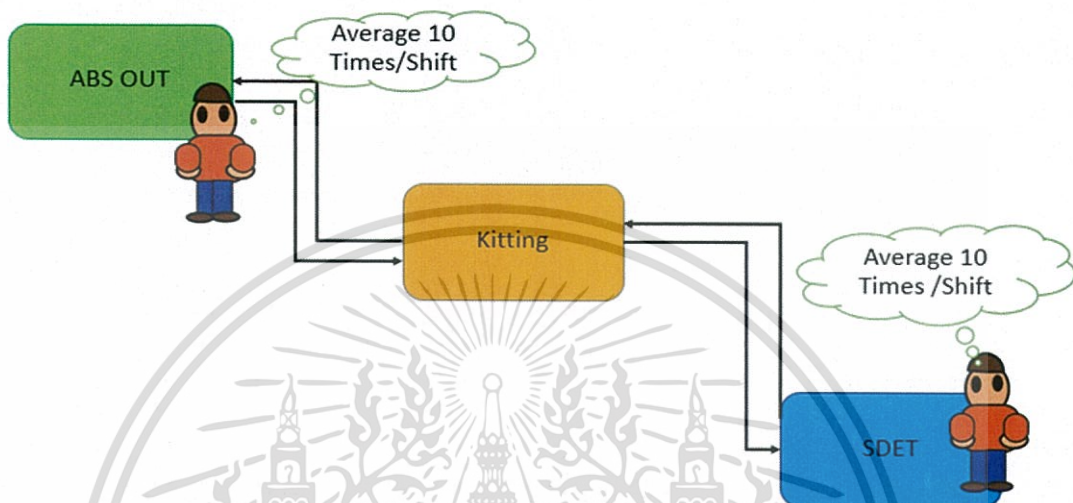 Average 10
Times/Shift
ABS OUT
Kitting
Average 10
Times /Shift
SDET